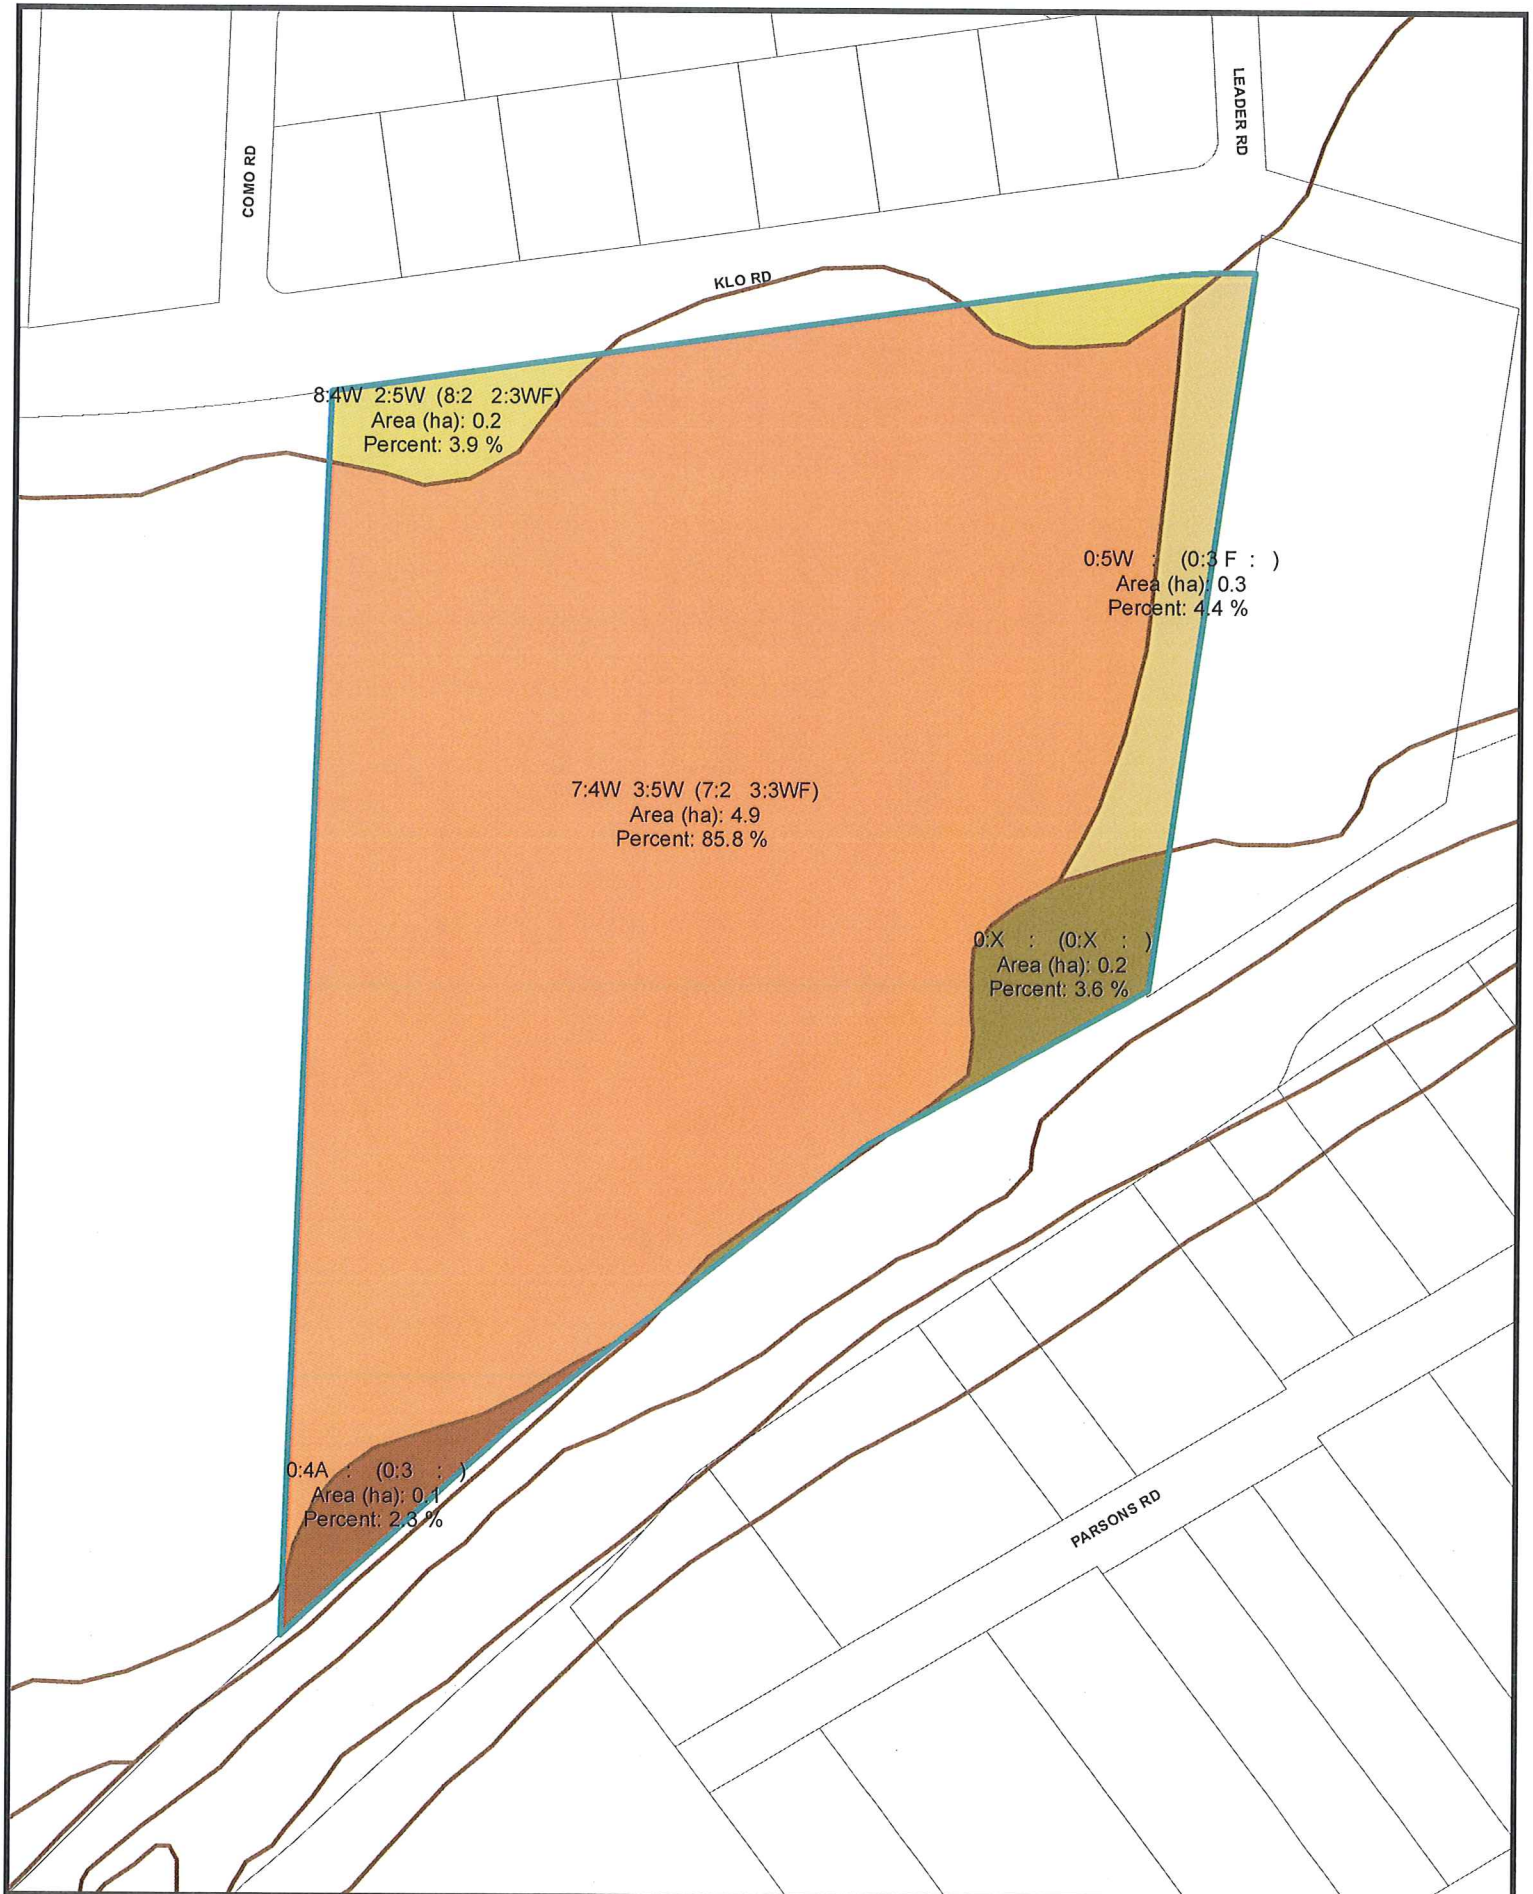 LEADER RD
COMO RD
KLO RD
8:4W 2:5W (8:2 2:3WF)
Area (ha): 0.2
Percent: 3.9 %
0:5W : (0:3 F : )
Area (ha): 0.3
Percent: 4.4 %
7:4W 3:5W (7:2 3:3WF)
Area (ha): 4.9
Percent: 85.8 %
0:X : (0:X : )
Area (ha): 0.2
Percent: 3.6 %
0:4A : (0:3 : )
Area (ha): 0.1
Percent: 2.3 %
PARSONS RD